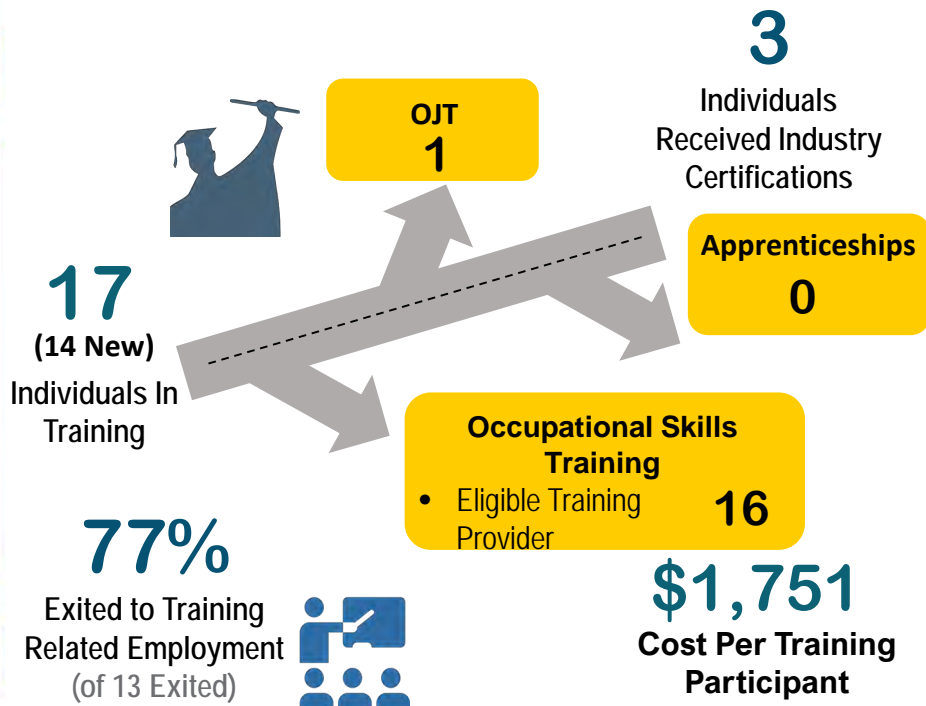 OJT
1
3
Individuals
Received Industry
Certifications
Apprenticeships
0
17
(14 New)
Individuals In
Training
Occupational Skills
Training
• Eligible Training
Provider
16
77%
Exited to Training
Related Employment
(of 13 Exited)
$1,751
Cost Per Training
Participant